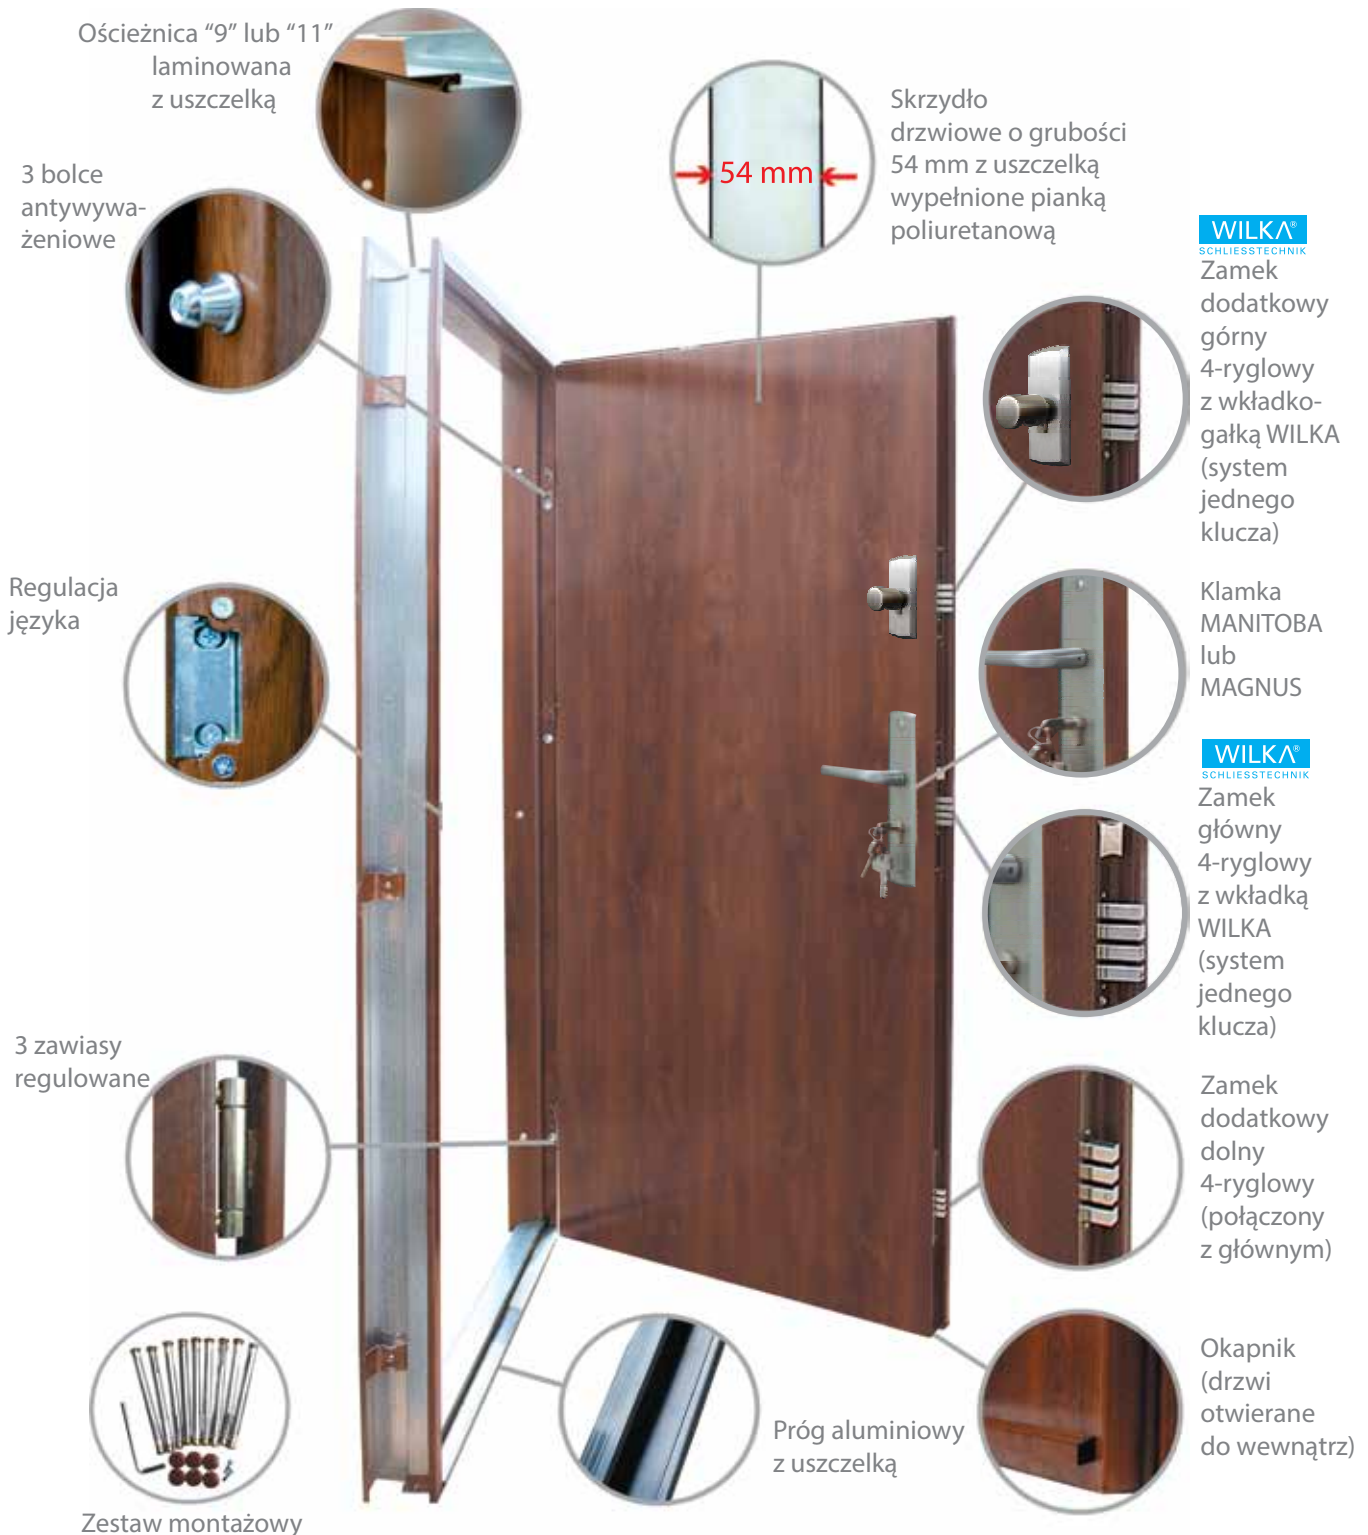 Ościeżnica “9” lub “11”
laminowana
z uszczelką
3 bolce
antywywa-
żeniowe
54 mm
Skrzydło
drzwiowe o grubości
54 mm z uszczelką
wypełnione pianką
poliuretanową
WILKA®
SCHLIESSTECHNIK
Zamek
dodatkowy
górny
4-ryglowy
z wkładko-
gałką WILKA
(system
jednego
klucza)
Regulacja
języka
Klamka
MANITOBA
lub
MAGNUS
WILKA®
SCHLIESSTECHNIK
Zamek
główny
4-ryglowy
z wkładką
WILKA
(system
jednego
klucza)
3 zawiasy
regulowane
Zamek
dodatkowy
dolny
4-ryglowy
(połączony
z głównym)
Okapnik
(drzwi
otwierane
do wewnątrz)
Próg aluminiowy
z uszczelką
Zestaw montażowy